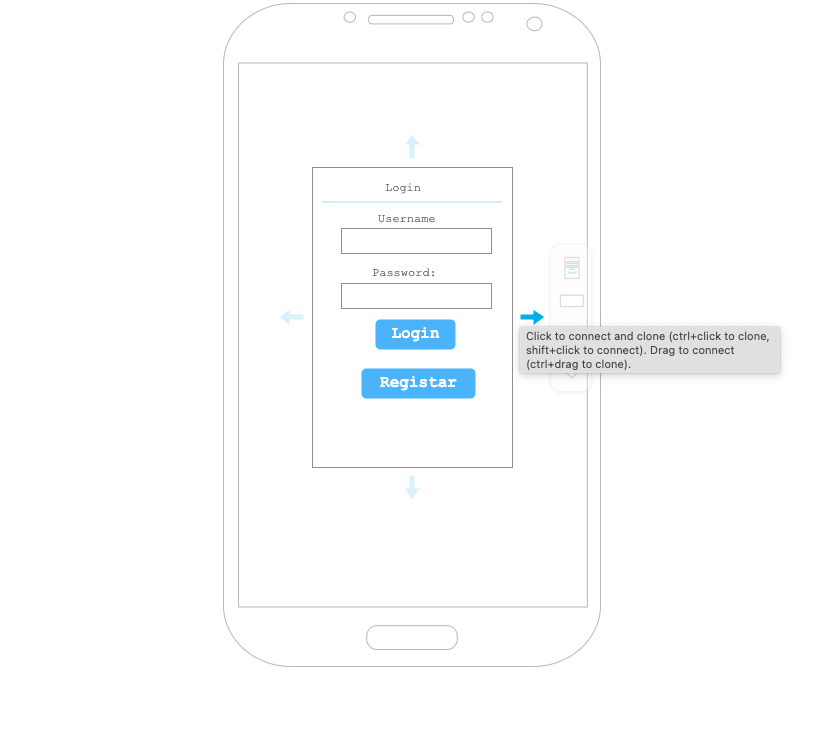 Login
Username
Password:
Login
Registar
Click to connect and clone (ctrl+click to clone,
shift+click to connect). Drag to connect
(ctrl+drag to clone).